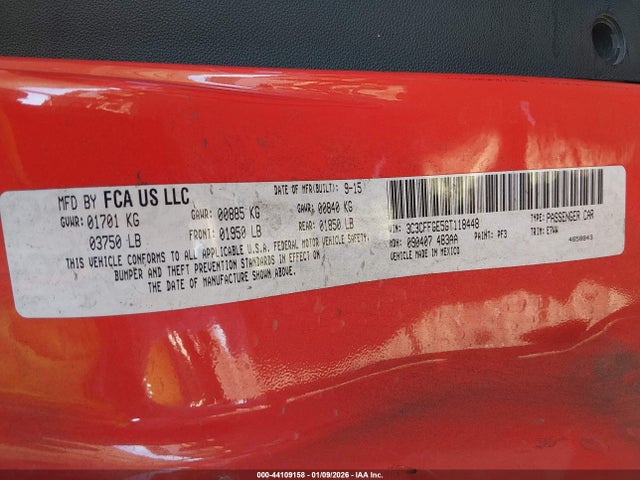 MFD BY FCA US LLC
DATE OF MFR(BUILT): 9-15
GVWR: 01701 KG
GAWR: 00885 KG
GAWR: 00840 KG
03750 LB
FRONT: 01950 LB
REAR: 01850 LB
THIS VEHICLE CONFORMS TO ALL APPLICABLE U.S.A. FEDERAL MOTOR VEHICLE SAFETY,
BUMPER AND THEFT PREVENTION STANDARDS IN EFFECT ON
THE DATE OF MANUFACTURE SHOWN ABOVE.
VIN: 3C3CFFGE5GT118448
TYPE: PASSENGER CAR
MDH: 090407 483AA
PAINT: PF3
TRIM: E7WW
VEHICLE MADE IN MEXICO
4650843
000-44109158 - 01/09/2026 - © IAA Inc.